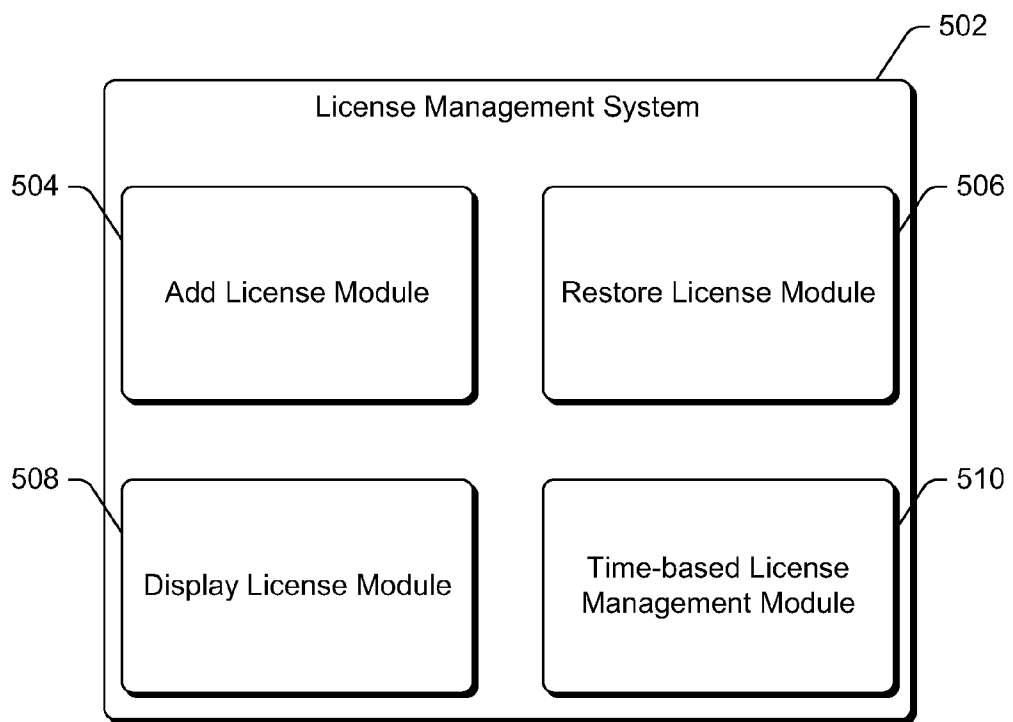 502
License Management System
504
506
Add License Module
Restore License Module
508
510
Display License Module
Time-based License
Management Module